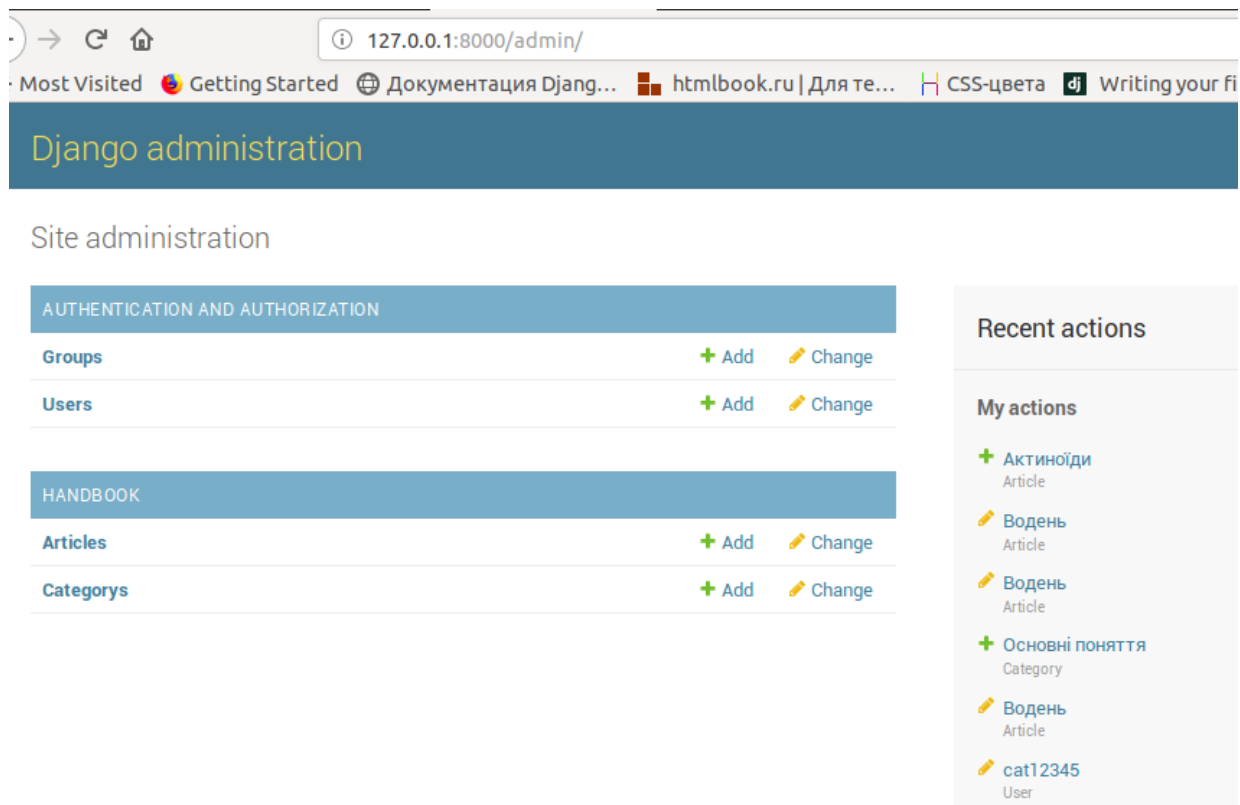 127.0.0.1:8000/admin/
Most Visited Getting Started Документация Djang... htmlbook.ru | Для те... CSS-цвета dj Writing your fi
Django administration
Site administration
AUTHENTICATION AND AUTHORIZATION
Groups Add Change
Users Add Change
HANDBOOK
Articles Add Change
Categorys Add Change
Recent actions
My actions
Актиноїди
Article
Водень
Article
Водень
Article
Основні поняття
Category
Водень
Article
cat12345
User